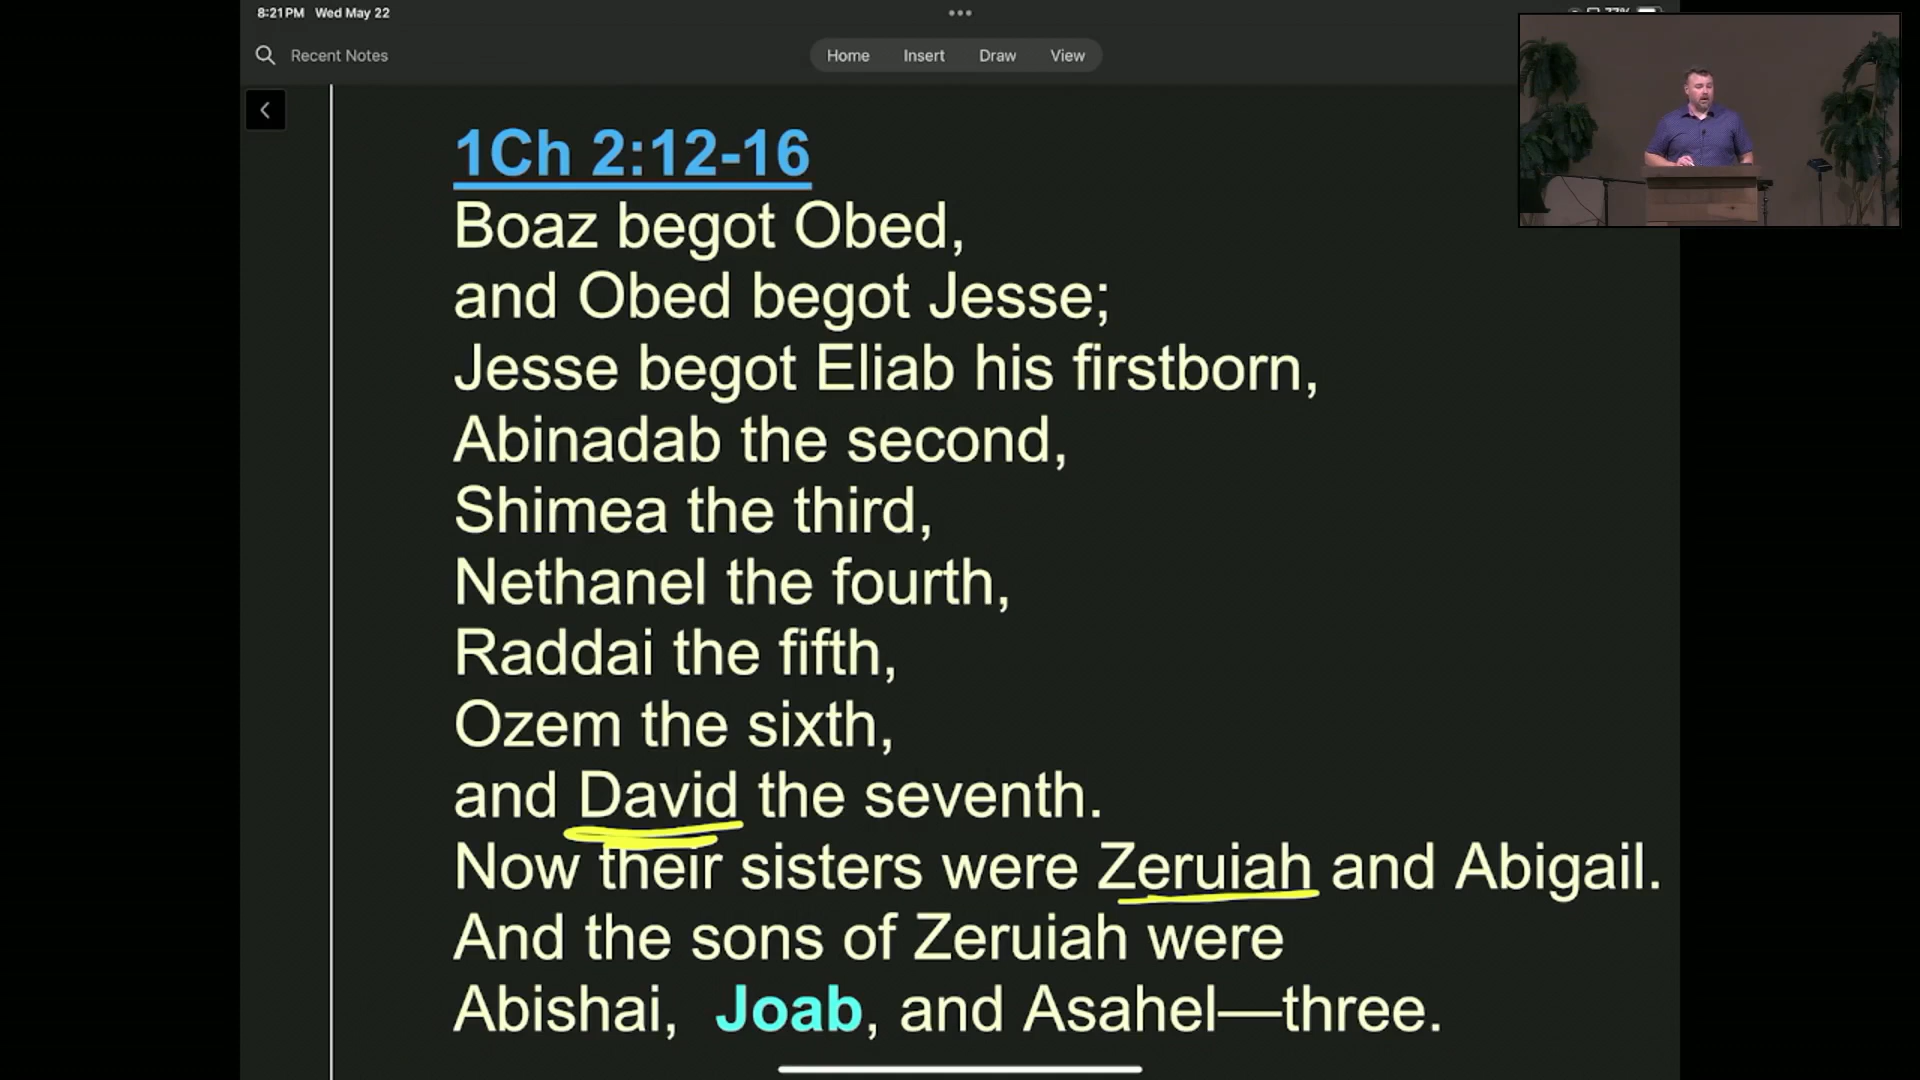 8:21 PM Wed May 22
77%
Recent Notes
Home Insert Draw View
1Ch 2:12-16
Boaz begot Obed,
and Obed begot Jesse;
Jesse begot Eliab his firstborn,
Abinadab the second,
Shimea the third,
Nethanel the fourth,
Raddai the fifth,
Ozem the sixth,
and David the seventh.
Now their sisters were Zeruiah and Abigail.
And the sons of Zeruiah were
Abishai, Joab, and Asahel—three.